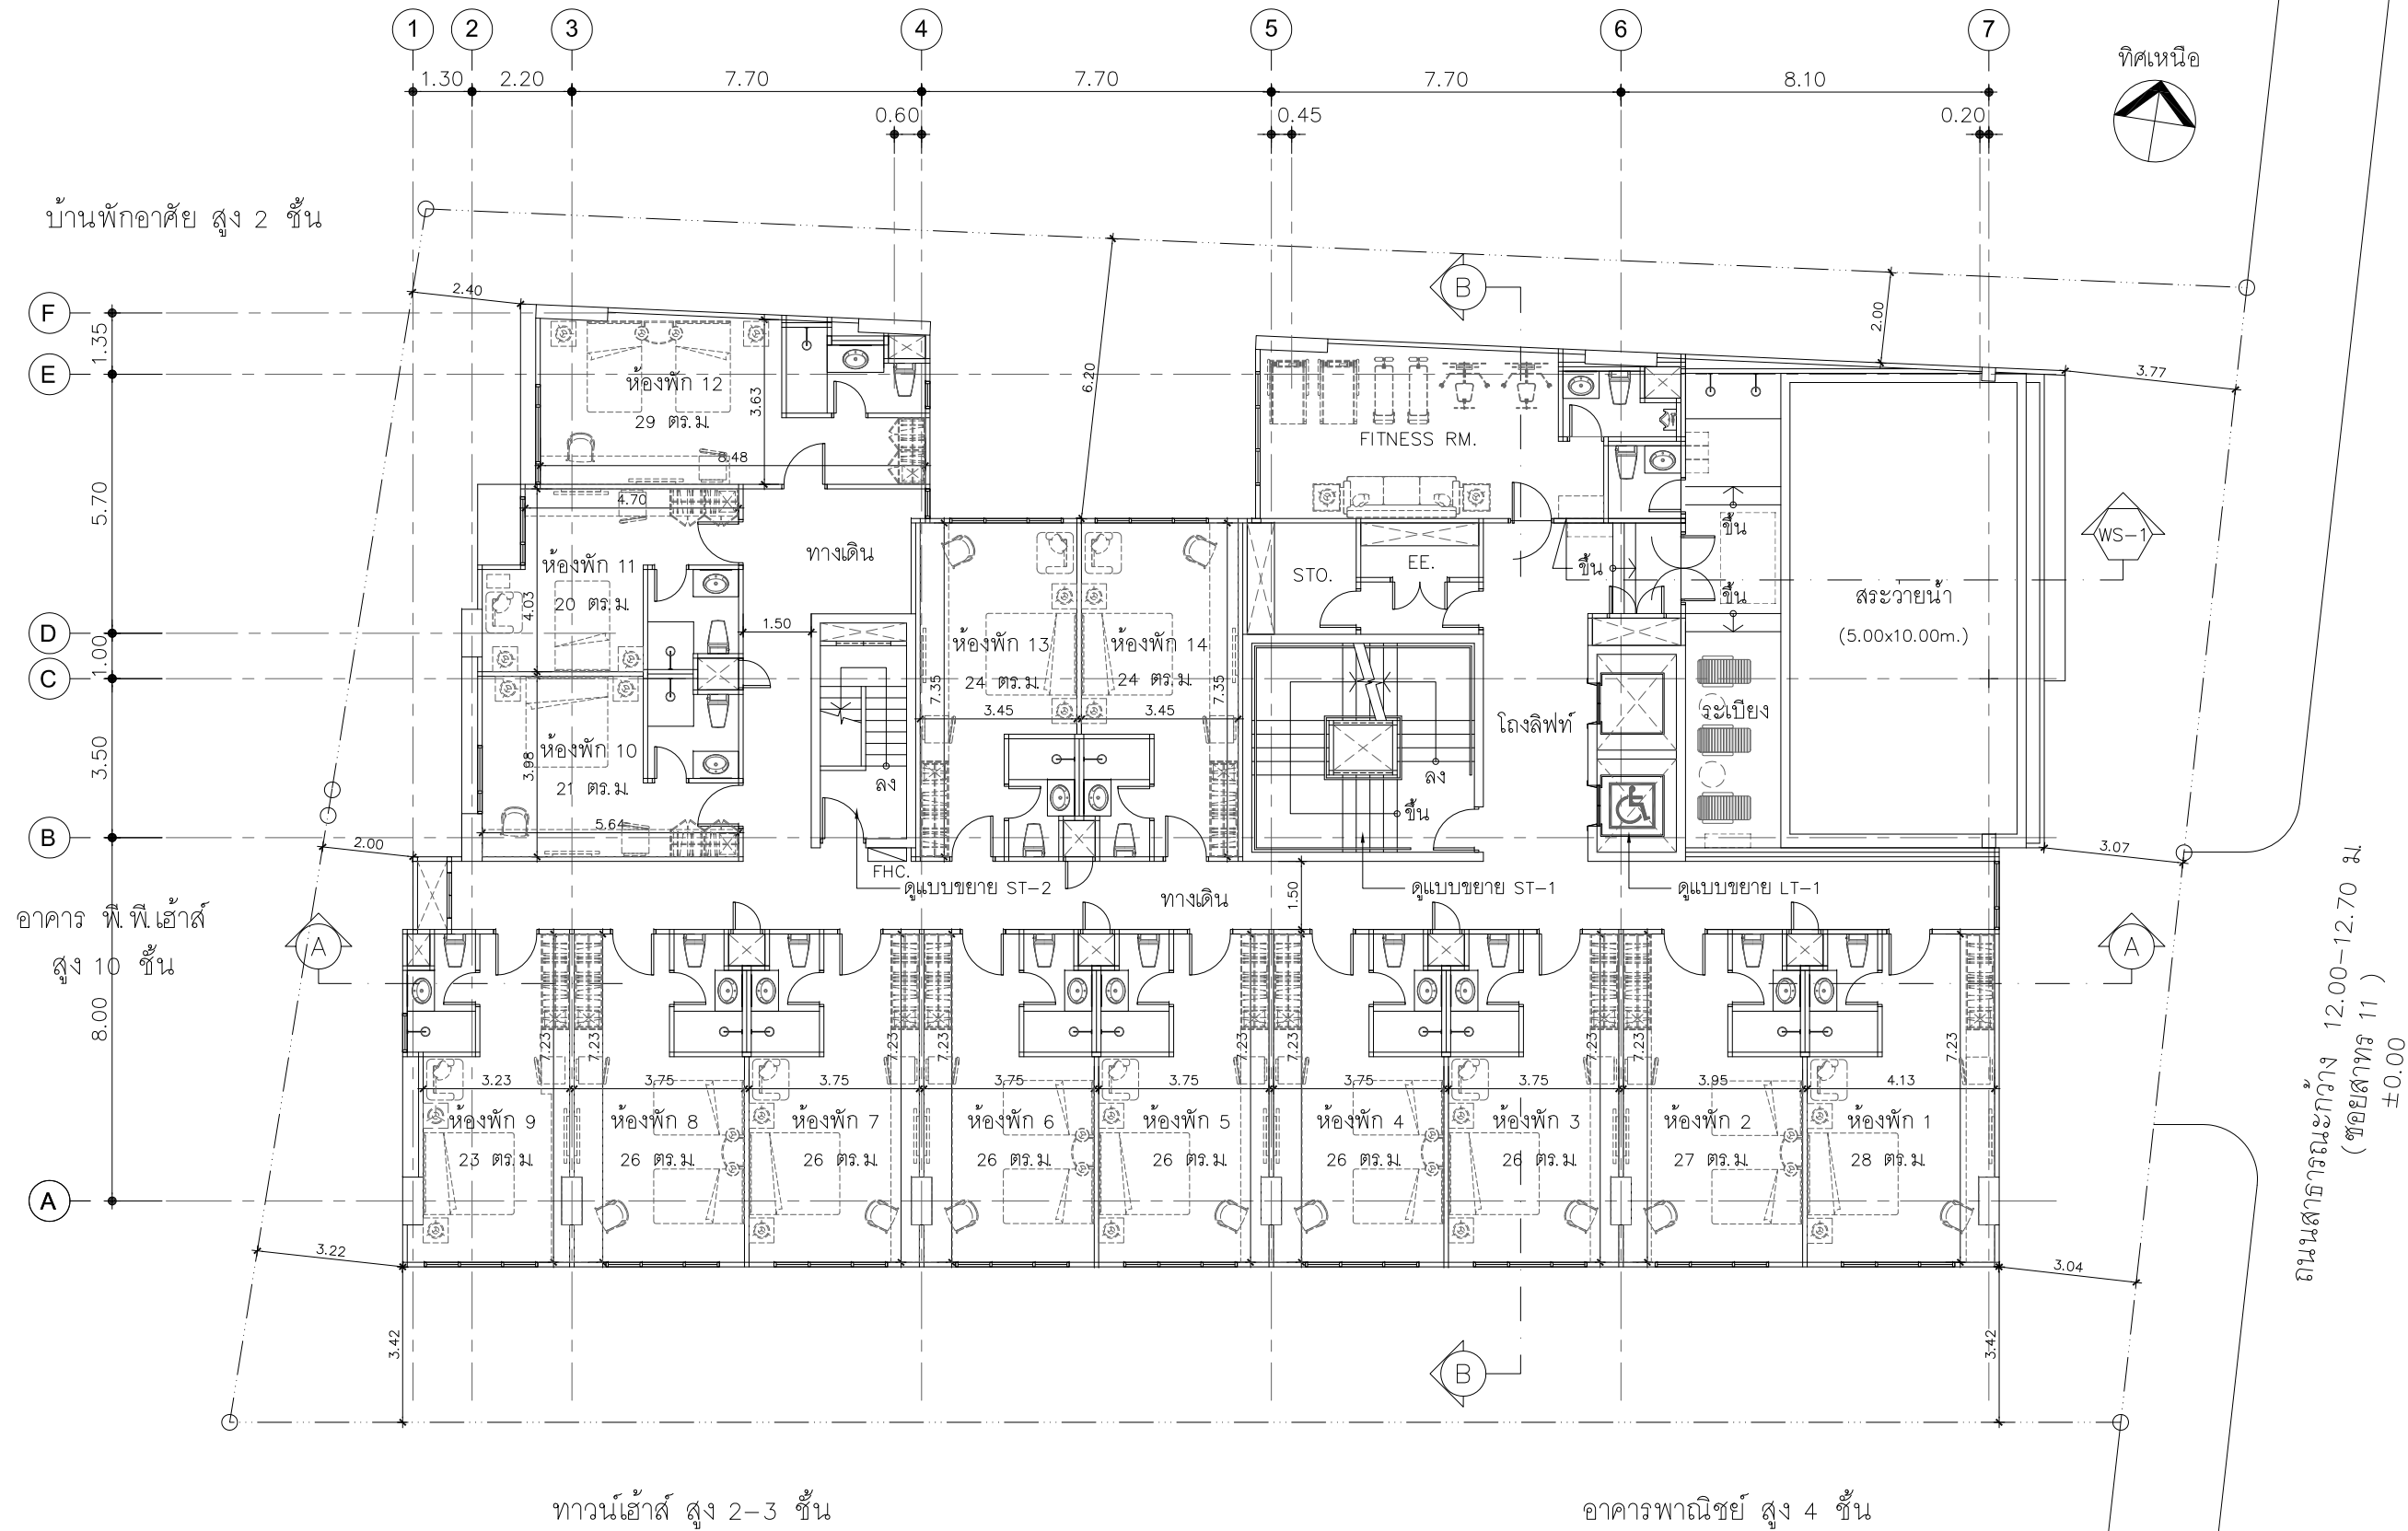 1 2 3 4 5 6 7
1.30 2.20 7.70 7.70 7.70 8.10
0.60 0.45 0.20
ทิศเหนือ
บ้านพักอาศัย สูง 2 ชั้น
F
E
D
C
B
A
1.35
5.70
1.00
3.50
8.00
2.40
6.20
B
2.00
3.77
ห้องพัก 12
29 ตร.ม.
3.63
8.48
FITNESS RM.
4.70
ห้องพัก 11
20 ตร.ม.
4.03
ทางเดิน
1.50
STO.
EE.
ขึ้น
ขึ้น
ขึ้น
WS-1
สระว่ายน้ำ
(5.00x10.00m.)
ห้องพัก 13
24 ตร.ม.
7.35
3.45
ห้องพัก 14
24 ตร.ม.
7.35
3.45
ห้องพัก 10
21 ตร.ม.
3.98
5.64
ลง
ลง
ขึ้น
โถงลิฟท์
ระเบียง
2.00
3.07
FHC.
ดูแบบขยาย ST-2
ทางเดิน
1.50
ดูแบบขยาย ST-1
ดูแบบขยาย LT-1
อาคาร พี.พี.เฮ้าส์
สูง 10 ชั้น
A
A
7.23 7.23 7.23 7.23 7.23 7.23 7.23 7.23 7.23
3.23 3.75 3.75 3.75 3.75 3.75 3.75 3.95 4.13
ห้องพัก 9 ห้องพัก 8 ห้องพัก 7 ห้องพัก 6 ห้องพัก 5 ห้องพัก 4 ห้องพัก 3 ห้องพัก 2 ห้องพัก 1
23 ตร.ม. 26 ตร.ม. 26 ตร.ม. 26 ตร.ม. 26 ตร.ม. 26 ตร.ม. 26 ตร.ม. 27 ตร.ม. 28 ตร.ม.
3.22
3.04
3.42
3.42
B
ถนนสาธารณะกว้าง 12.00-12.70 ม.
(ซอยสาทร 11 )
±0.00
ทาวน์เฮ้าส์ สูง 2-3 ชั้น
อาคารพาณิชย์ สูง 4 ชั้น